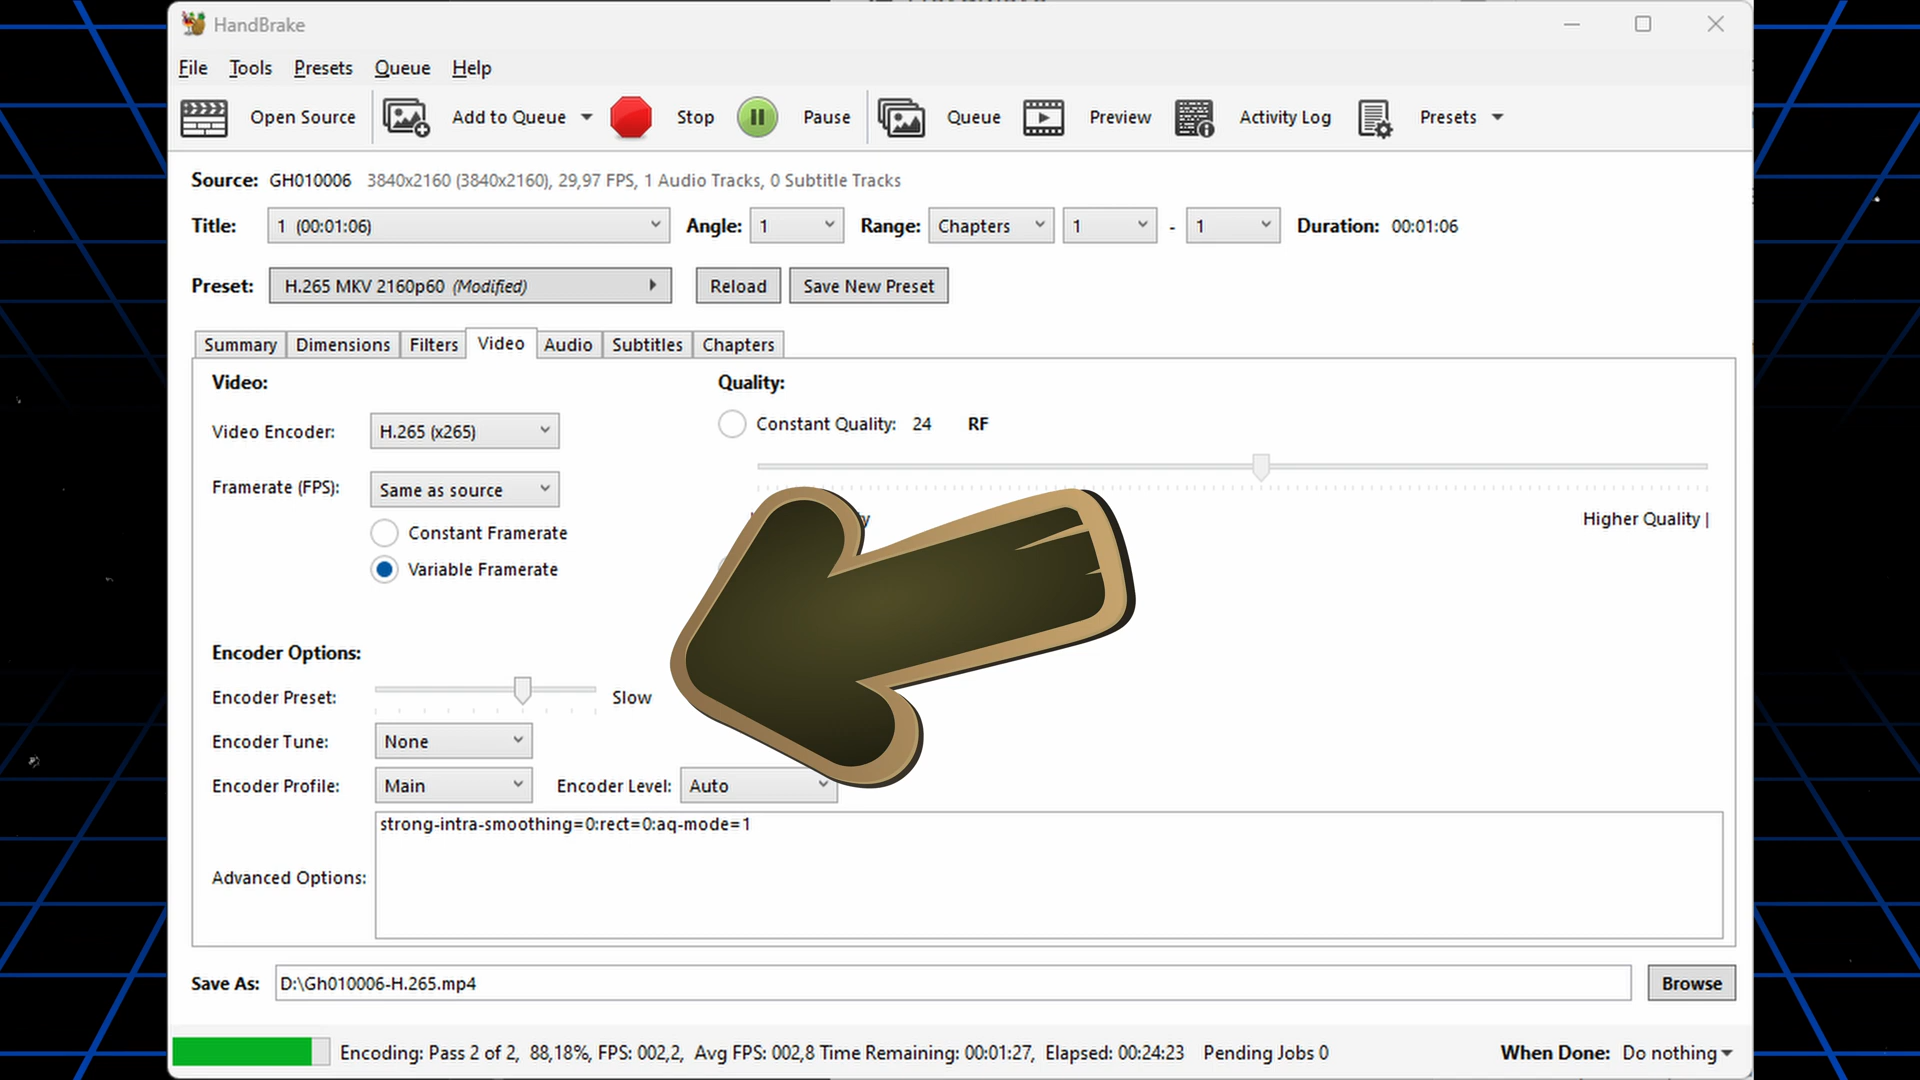 HandBrake
File Tools Presets Queue Help
Open Source Add to Queue Stop Pause Queue Preview Activity Log Presets
Source: GH010006 3840x2160 (3840x2160), 29,97 FPS, 1 Audio Tracks, 0 Subtitle Tracks
Title: 1 (00:01:06) Angle: 1 Range: Chapters 1 - 1 Duration: 00:01:06
Preset: H.265 MKV 2160p60 (Modified) Reload Save New Preset
Summary Dimensions Filters Video Audio Subtitles Chapters
Video: Quality:
Video Encoder: H.265 (x265) Constant Quality: 24 RF
Framerate (FPS): Same as source
Higher Quality |
Constant Framerate
Variable Framerate
Encoder Options:
Encoder Preset: Slow
Encoder Tune: None
Encoder Profile: Main Encoder Level: Auto
strong-intra-smoothing=0:rect=0:aq-mode=1
Advanced Options:
Save As: D:\Gh010006-H.265.mp4 Browse
Encoding: Pass 2 of 2, 88,18%, FPS: 002,2, Avg FPS: 002,8 Time Remaining: 00:01:27, Elapsed: 00:24:23 Pending Jobs 0 When Done: Do nothing